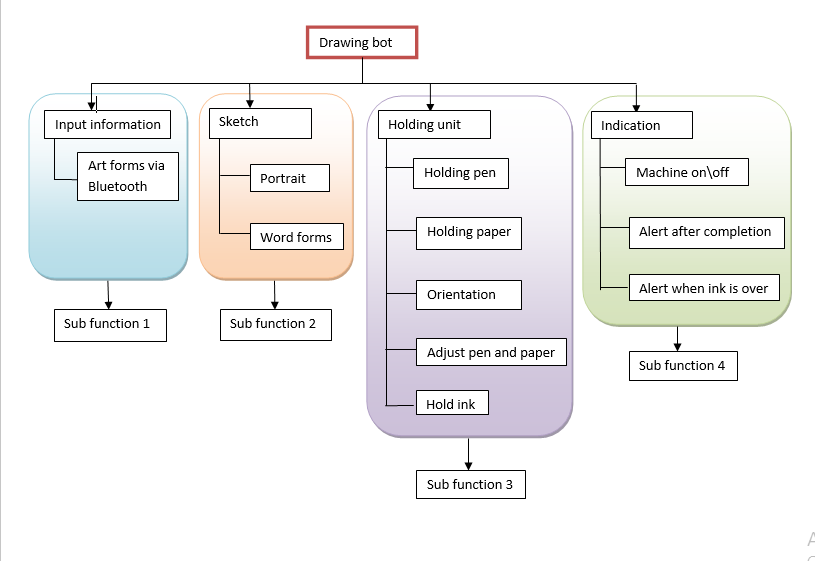 Drawing bot
Input information
Art forms via
Bluetooth
Sub function 1
Sketch
Portrait
Word forms
Sub function 2
Holding unit
Holding pen
Holding paper
Orientation
Adjust pen and paper
Hold ink
Sub function 3
Indication
Machine on\off
Alert after completion
Alert when ink is over
Sub function 4